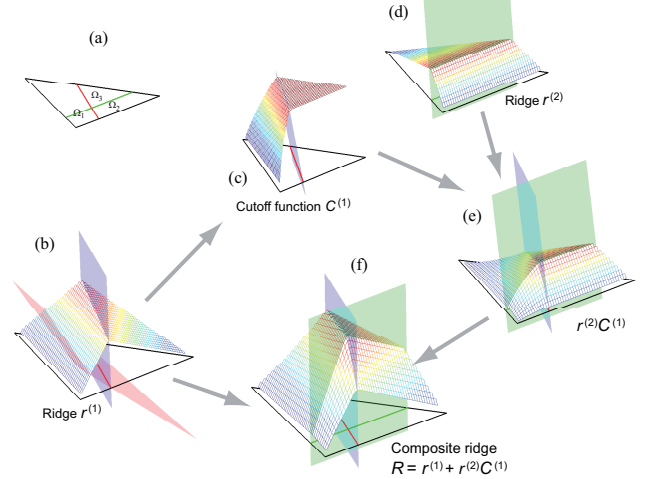 (a)
Ω₃
Ω₂
Ω₁
(d)
Ridge r⁽²⁾
(c)
Cutoff function C⁽¹⁾
(b)
Ridge r⁽¹⁾
(e)
r⁽²⁾C⁽¹⁾
(f)
Composite ridge
R = r⁽¹⁾ + r⁽²⁾C⁽¹⁾